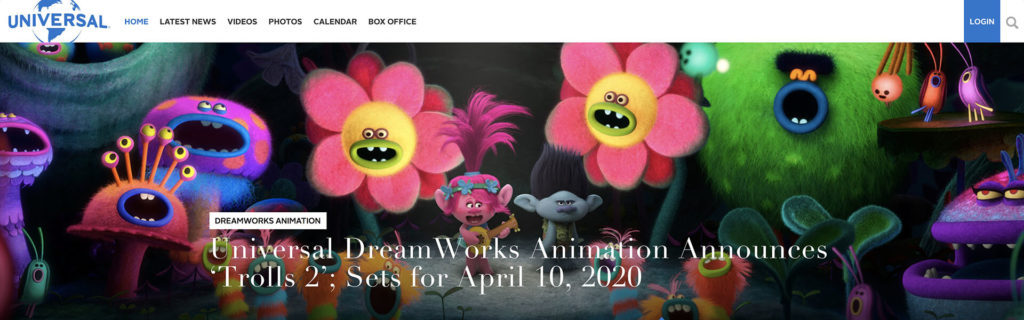 UNIVERSAL
HOME LATEST NEWS VIDEOS PHOTOS CALENDAR BOX OFFICE LOGIN
DREAMWORKS ANIMATION
Universal DreamWorks Animation Announces
‘Trolls 2’; Sets for April 10, 2020